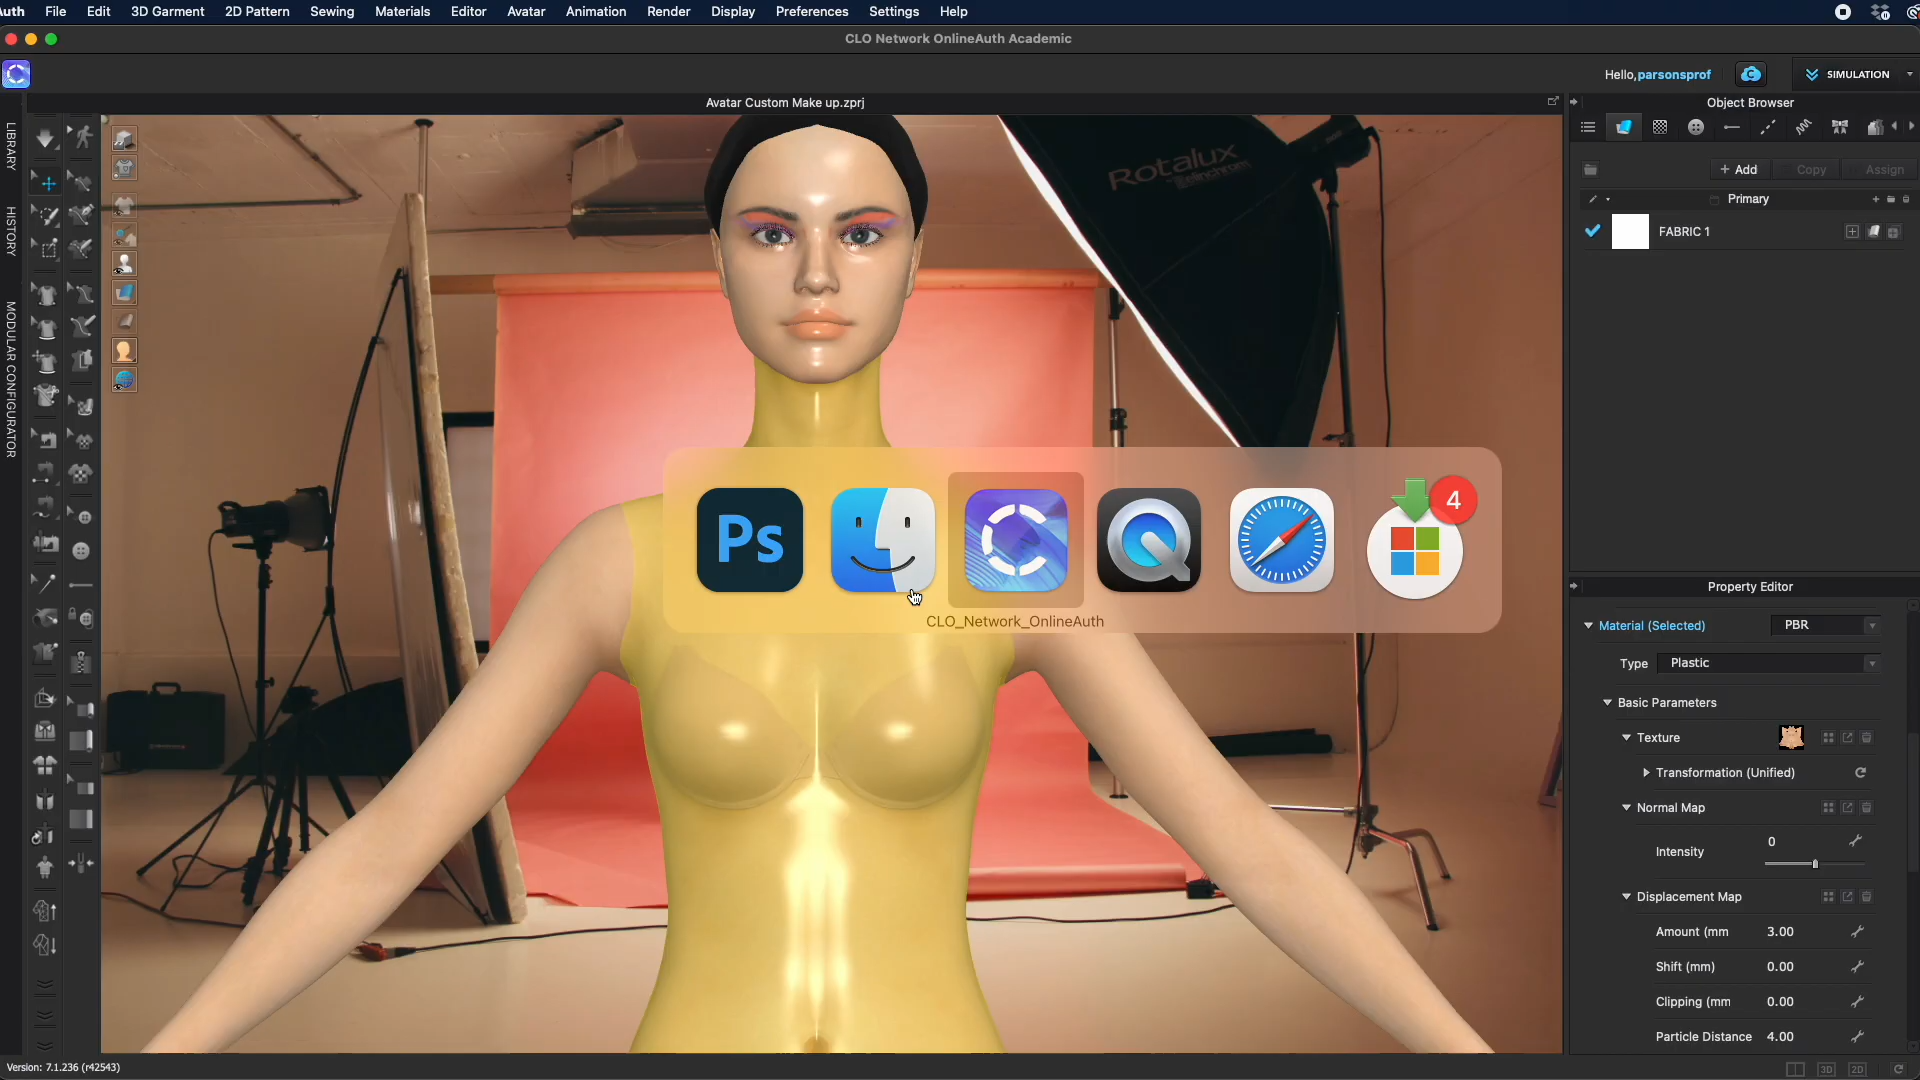 uth File Edit 3D Garment 2D Pattern Sewing Materials Editor Avatar Animation Render Display Preferences Settings Help
CLO Network OnlineAuth Academic
Hello,parsonsprof
SIMULATION
Avatar Custom Make up.zprj
Object Browser
LIBRARY
HISTORY
MODULAR CONFIGURATOR
ROTALUX
elinchrom
+ Add
Copy
Assign
Primary
FABRIC 1
Ps
4
CLO_Network_OnlineAuth
Property Editor
Material (Selected) PBR
Type Plastic
Basic Parameters
Texture
Transformation (Unified)
Normal Map
Intensity 0
Displacement Map
Amount (mm 3.00
Shift (mm) 0.00
Clipping (mm 0.00
Particle Distance 4.00
Version: 7.1.236 (r42543)
3D
2D